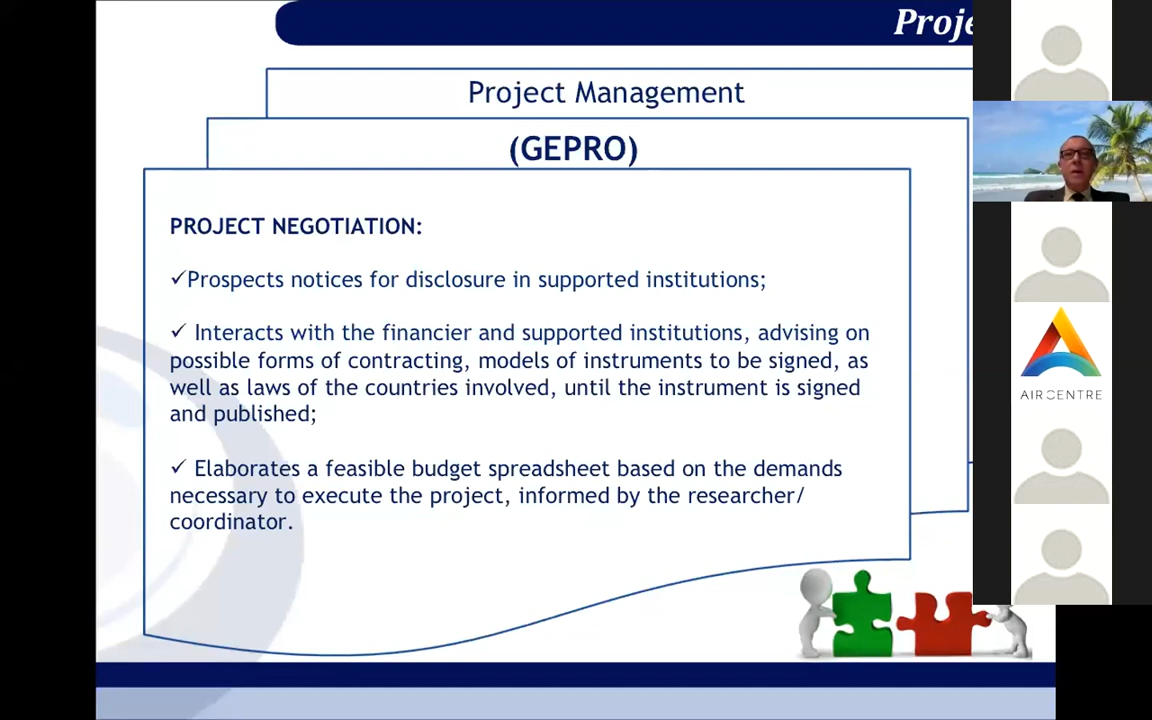 Proje
Project Management
(GEPRO)
PROJECT NEGOTIATION:
✓Prospects notices for disclosure in supported institutions;
✓ Interacts with the financier and supported institutions, advising on
possible forms of contracting, models of instruments to be signed, as
well as laws of the countries involved, until the instrument is signed
and published;
✓ Elaborates a feasible budget spreadsheet based on the demands
necessary to execute the project, informed by the researcher/
coordinator.
AIRCENTRE